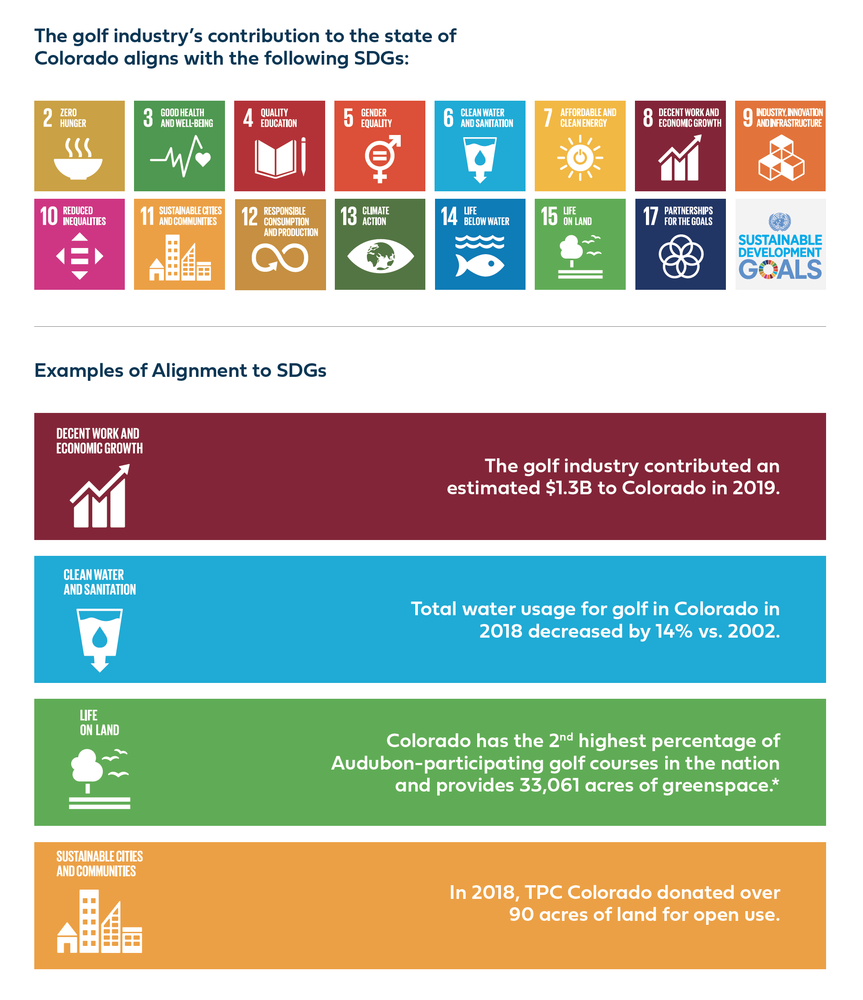 The golf industry’s contribution to the state of
Colorado aligns with the following SDGs:
2 ZERO
HUNGER
3 GOOD HEALTH
AND WELL-BEING
4 QUALITY
EDUCATION
5 GENDER
EQUALITY
6 CLEAN WATER
AND SANITATION
7 AFFORDABLE AND
CLEAN ENERGY
8 DECENT WORK AND
ECONOMIC GROWTH
9 INDUSTRY, INNOVATION
AND INFRASTRUCTURE
10 REDUCED
INEQUALITIES
11 SUSTAINABLE CITIES
AND COMMUNITIES
12 RESPONSIBLE
CONSUMPTION
AND PRODUCTION
13 CLIMATE
ACTION
14 LIFE
BELOW WATER
15 LIFE
ON LAND
17 PARTNERSHIPS
FOR THE GOALS
SUSTAINABLE
DEVELOPMENT
GOALS
Examples of Alignment to SDGs
DECENT WORK AND
ECONOMIC GROWTH
The golf industry contributed an
estimated $1.3B to Colorado in 2019.
CLEAN WATER
AND SANITATION
Total water usage for golf in Colorado in
2018 decreased by 14% vs. 2002.
LIFE
ON LAND
Colorado has the 2nd highest percentage of
Audubon-participating golf courses in the nation
and provides 33,061 acres of greenspace.*
SUSTAINABLE CITIES
AND COMMUNITIES
In 2018, TPC Colorado donated over
90 acres of land for open use.